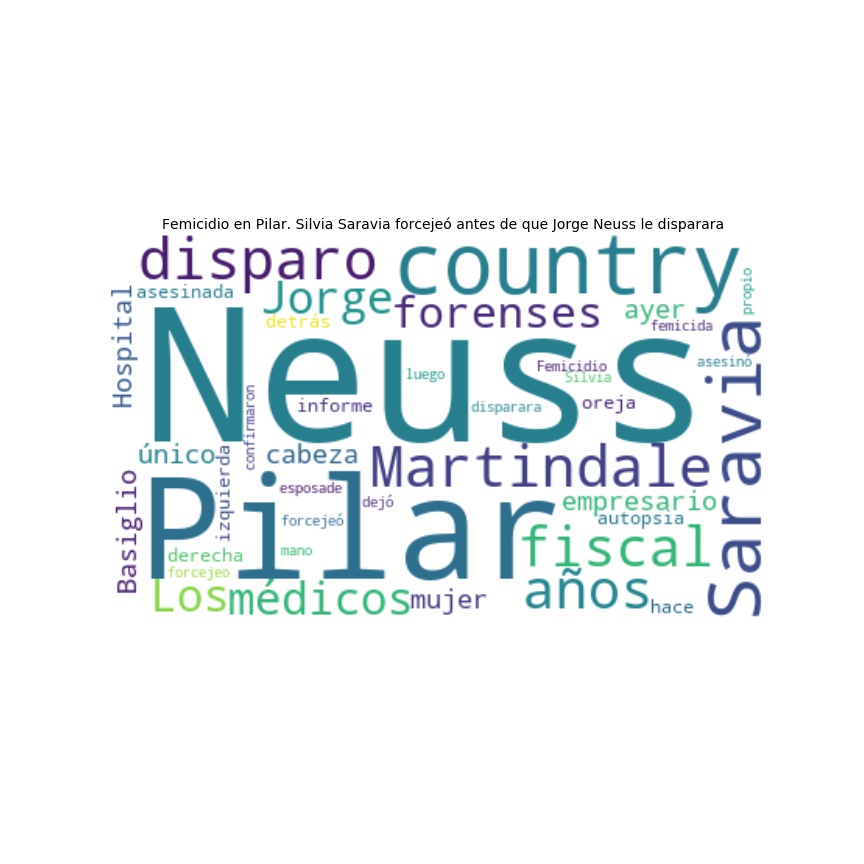 Femicidio en Pilar. Silvia Saravia forcejeó antes de que Jorge Neuss le disparara
disparo
country
asesinada
Jorge
propio
Hospital
detrás
forenses
ayer
femicida
Neuss
Saravia
luego
Femicidio
Silvia
asesinó
informe
disparara
oreja
confirmaron
único
cabeza
Martindale
izquierda
Basiglio
Pilar
esposade
dejó
empresario
forcejeó
autopsia
derecha
mano
fiscal
forcejeo
Los
médicos
mujer
años
hace